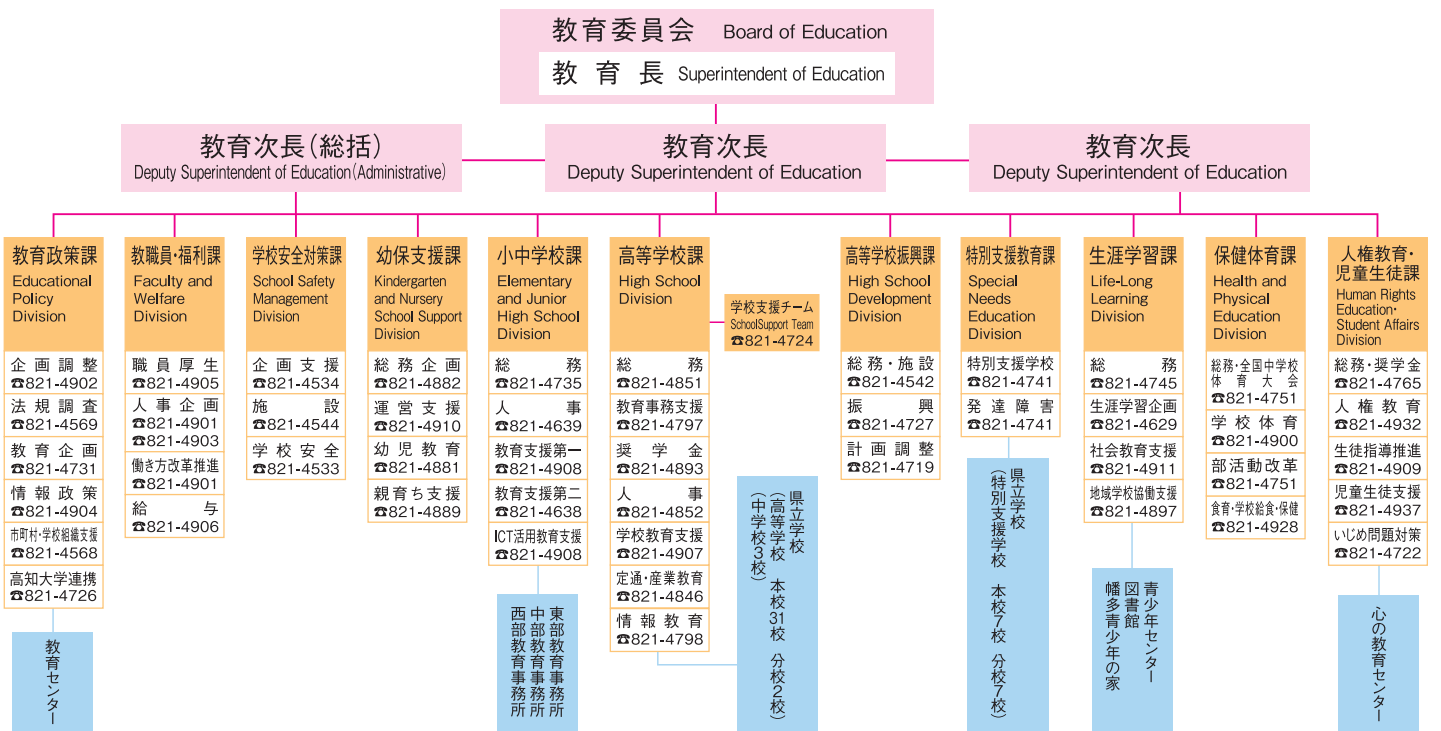 教育委員会 Board of Education
教育長 Superintendent of Education
教育次長(総括)
Deputy Superintendent of Education(Administrative)
教育次長
Deputy Superintendent of Education
教育次長
Deputy Superintendent of Education
教育政策課
Educational
Policy
Division
企画調整
☎821-4902
法規調査
☎821-4569
教育企画
☎821-4731
情報政策
☎821-4904
市町村・学校組織支援
☎821-4568
高知大学連携
☎821-4726
教育センター
教職員・福利課
Faculty and
Welfare
Division
職員厚生
☎821-4905
人事企画
☎821-4901
☎821-4903
働き方改革推進
☎821-4901
給与
☎821-4906
学校安全対策課
School Safety
Management
Division
企画支援
☎821-4534
施設
☎821-4544
学校安全
☎821-4533
幼保支援課
Kindergarten
and Nursery
School Support
Division
総務企画
☎821-4882
運営支援
☎821-4910
幼児教育
☎821-4881
親育ち支援
☎821-4889
小中学校課
Elementary
and Junior
High School
Division
総務
☎821-4735
人事
☎821-4639
教育支援第一
☎821-4908
教育支援第二
☎821-4638
ICT活用教育支援
☎821-4908
東部教育事務所
中部教育事務所
西部教育事務所
高等学校課
High School
Division
学校支援チーム
SchoolSupport Team
☎821-4724
総務
☎821-4851
教育事務支援
☎821-4797
奨学金
☎821-4893
人事
☎821-4852
学校教育支援
☎821-4907
定通・産業教育
☎821-4846
情報教育
☎821-4798
県立学校
(高等学校 本校31校 分校2校)
(中学校3校)
高等学校振興課
High School
Development
Division
総務・施設
☎821-4542
振興
☎821-4727
計画調整
☎821-4719
特別支援教育課
Special
Needs
Education
Division
特別支援学校
☎821-4741
発達障害
☎821-4741
県立学校
(特別支援学校 本校7校 分校7校)
生涯学習課
Life-Long
Learning
Division
総務
☎821-4745
生涯学習企画
☎821-4629
社会教育支援
☎821-4911
地域学校協働支援
☎821-4897
青少年センター
図書館
幡多青少年の家
保健体育課
Health and
Physical
Education
Division
総務・全国中学校
体育大会
☎821-4751
学校体育
☎821-4900
部活動改革
☎821-4751
食育・学校給食・保健
☎821-4928
人権教育・
児童生徒課
Human Rights
Education・
Student Affairs
Division
総務・奨学金
☎821-4765
人権教育
☎821-4932
生徒指導推進
☎821-4909
児童生徒支援
☎821-4937
いじめ問題対策
☎821-4722
心の教育センター